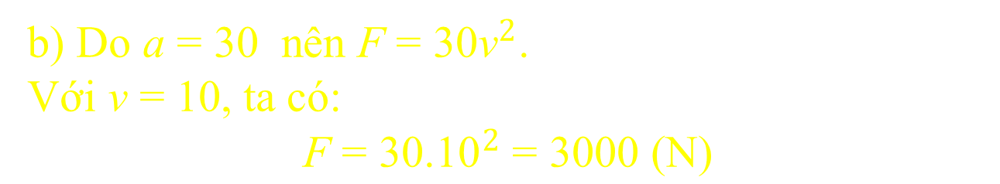 b) Do a = 30 nên F = 30v².
Với v = 10, ta có:
F = 30.10² = 3000 (N)